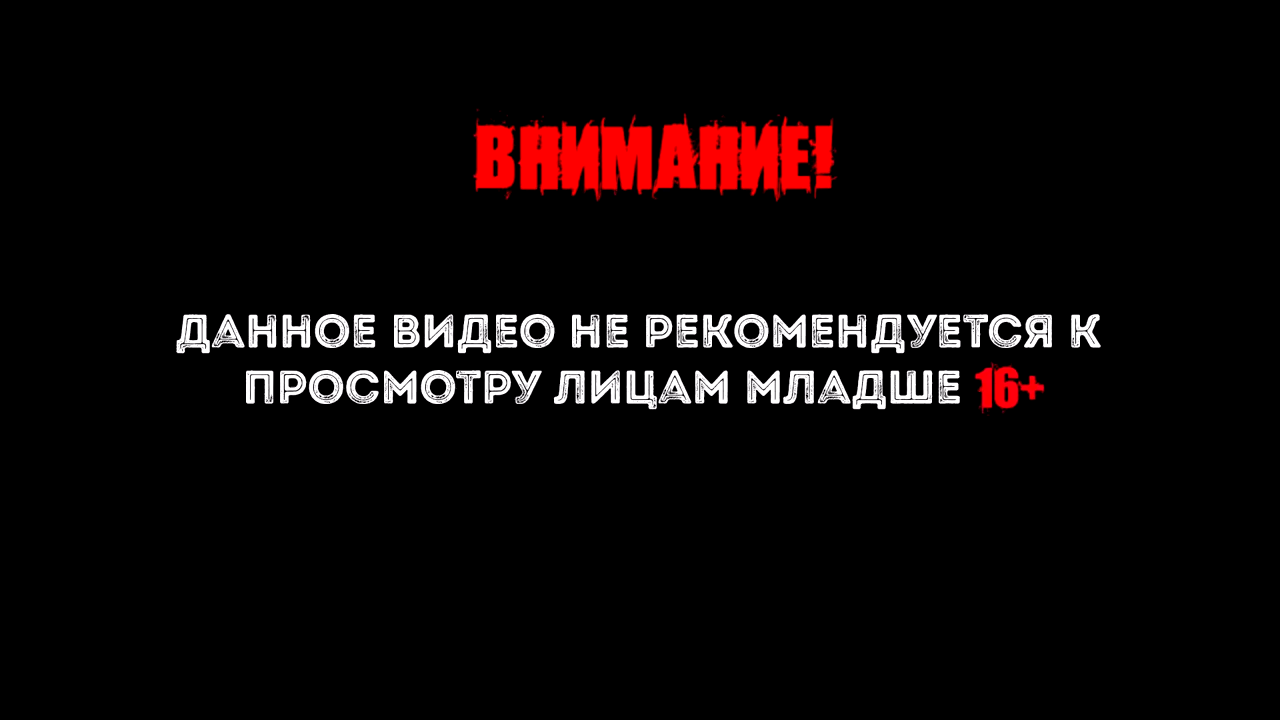 ВНИМАНИЕ!
ДАННОЕ ВИДЕО НЕ РЕКОМЕНДУЕТСЯ К
ПРОСМОТРУ ЛИЦАМ МЛАДШЕ 16+